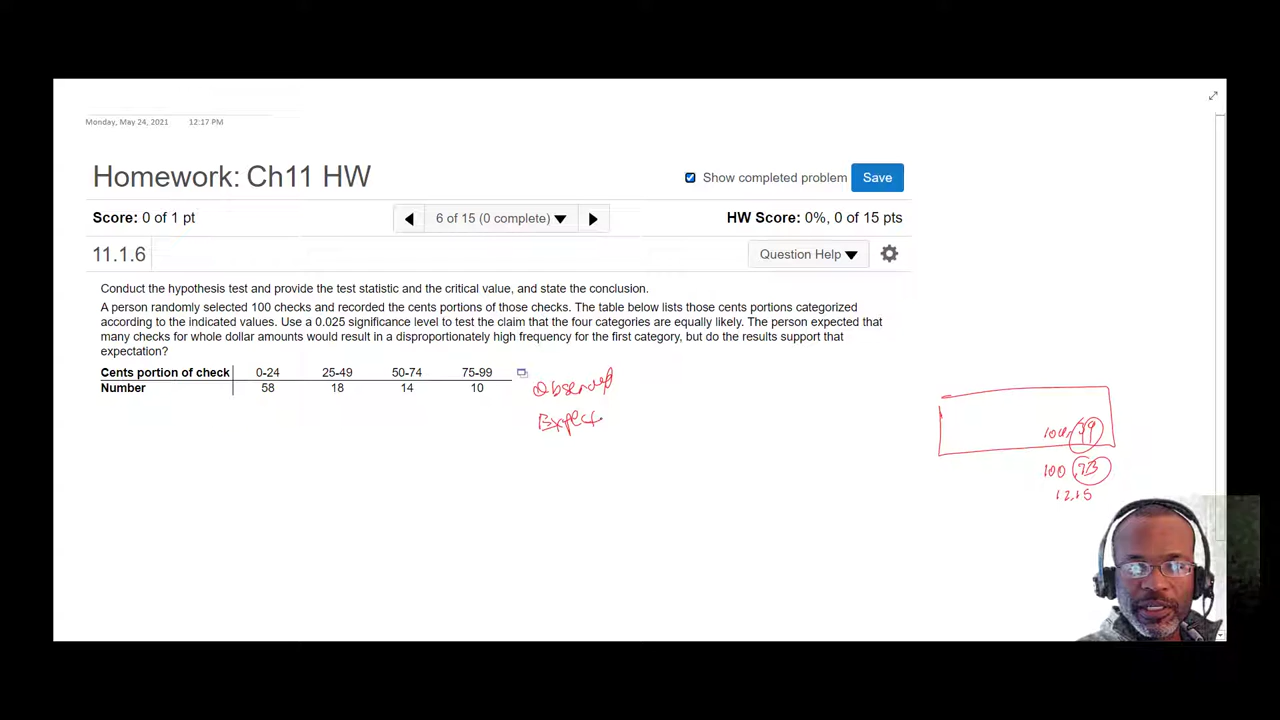 Monday, May 24, 2021 12:17 PM
Homework: Ch11 HW
Show completed problem Save
Score: 0 of 1 pt
6 of 15 (0 complete)
HW Score: 0%, 0 of 15 pts
11.1.6
Question Help
Conduct the hypothesis test and provide the test statistic and the critical value, and state the conclusion.
A person randomly selected 100 checks and recorded the cents portions of those checks. The table below lists those cents portions categorized
according to the indicated values. Use a 0.025 significance level to test the claim that the four categories are equally likely. The person expected that
many checks for whole dollar amounts would result in a disproportionately high frequency for the first category, but do the results support that
expectation?
Cents portion of check 0-24 25-49 50-74 75-99
Number 58 18 14 10
Observed
Expect
100
100 .23
12.15